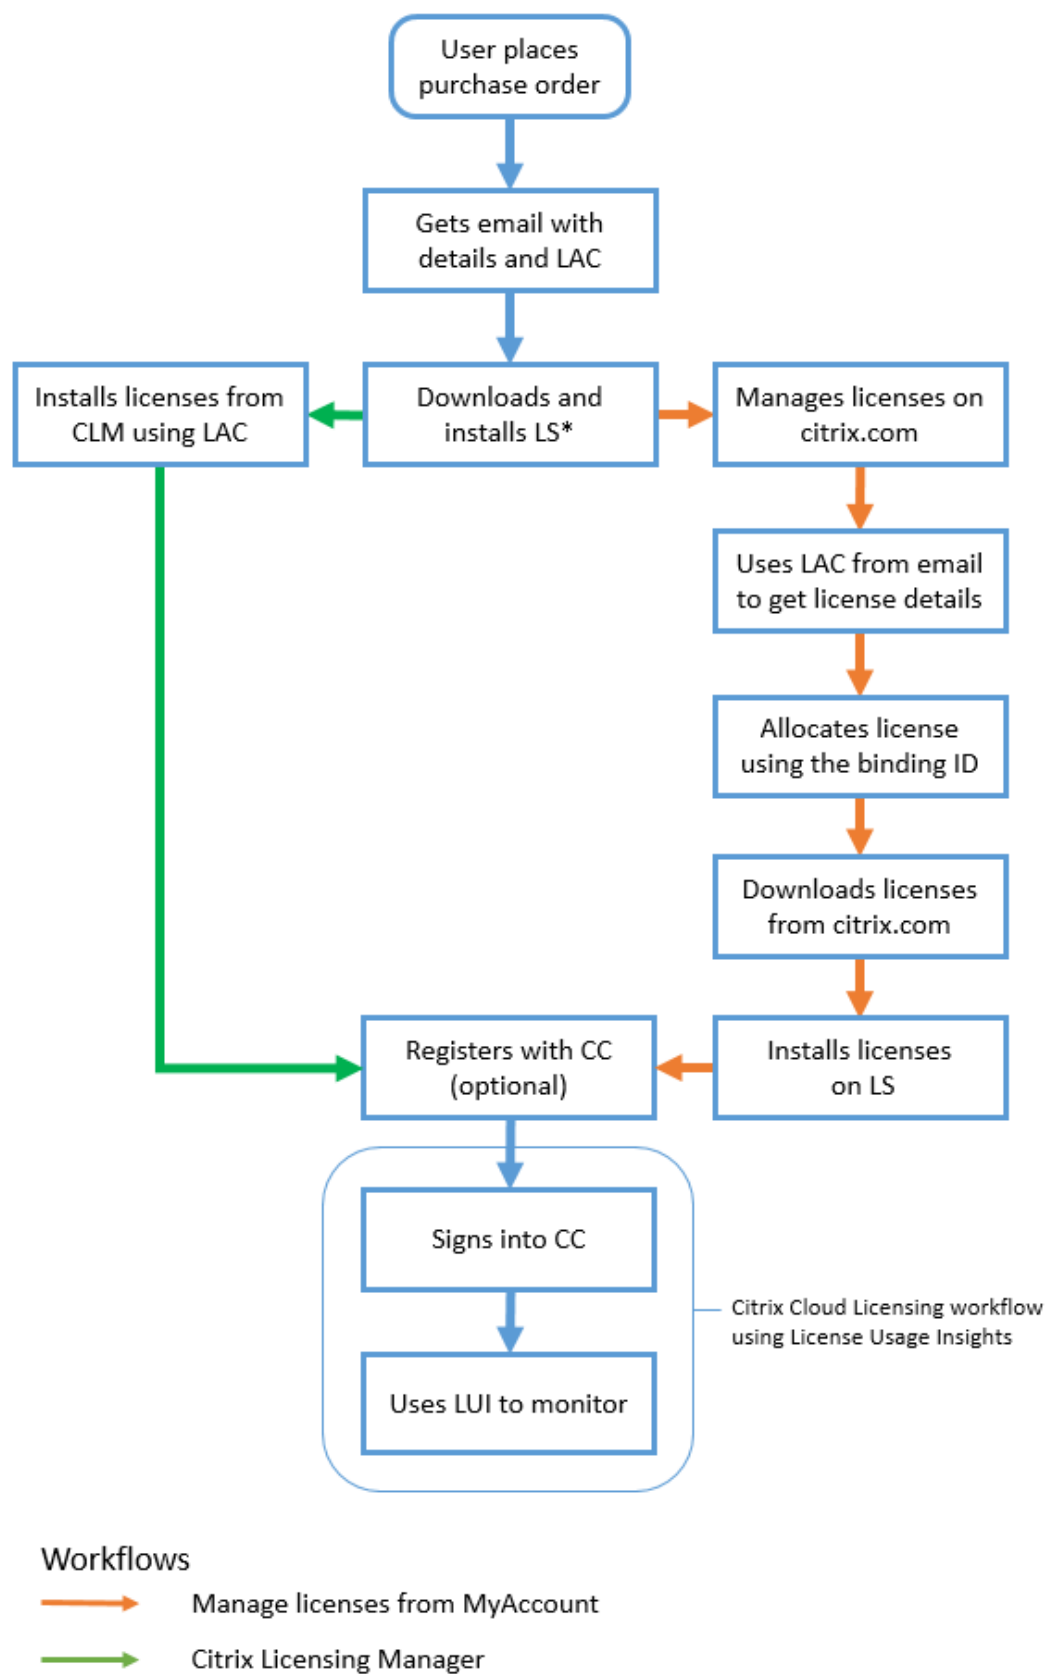 User places
purchase order
Gets email with
details and LAC
Installs licenses from
CLM using LAC
Downloads and
installs LS*
Manages licenses on
citrix.com
Uses LAC from email
to get license details
Allocates license
using the binding ID
Downloads licenses
from citrix.com
Registers with CC
(optional)
Installs licenses
on LS
Signs into CC
Citrix Cloud Licensing workflow
using License Usage Insights
Uses LUI to monitor
Workflows
Manage licenses from MyAccount
Citrix Licensing Manager